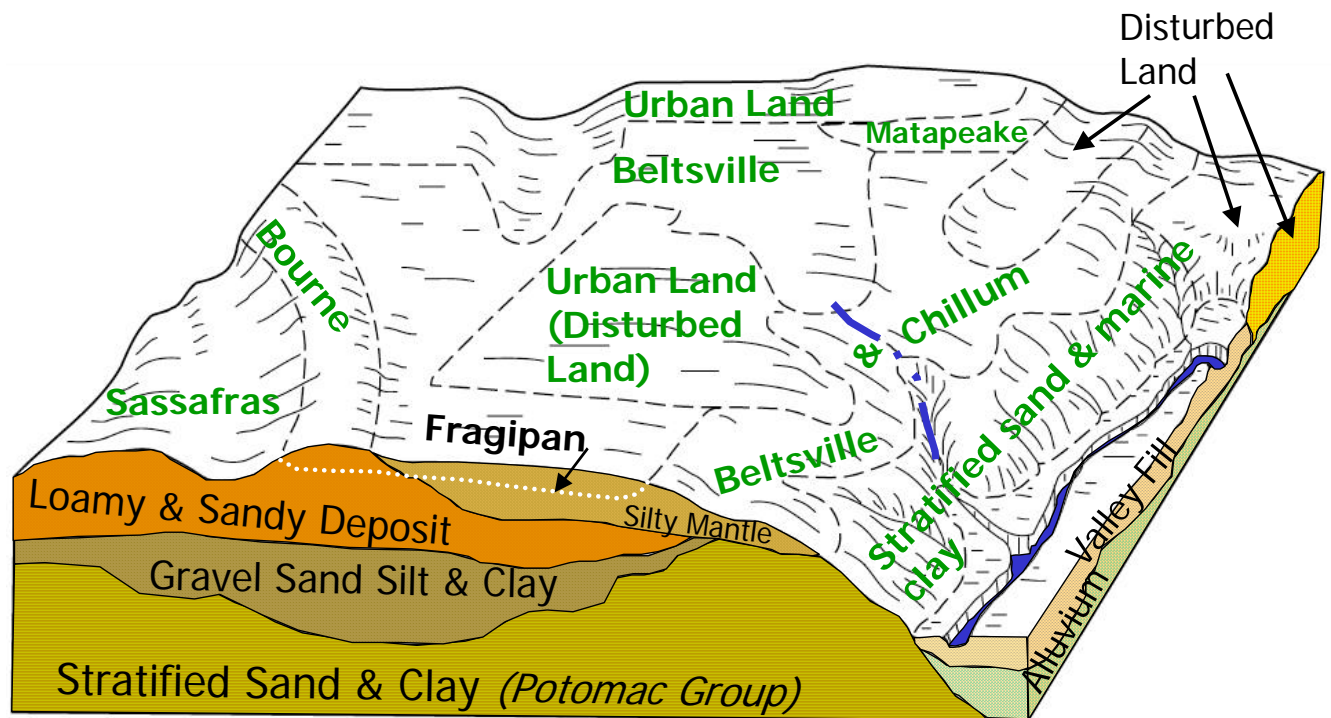 Disturbed
Land
Urban Land
Matapeake
Beltsville
Bourne
Urban Land
(Disturbed
Land)
& Chillum
Sassafras
Fragipan
Beltsville
Stratified sand & marine
clay
Loamy & Sandy Deposit
Silty Mantle
Gravel Sand Silt & Clay
Valley Fill
Alluvium
Stratified Sand & Clay (Potomac Group)